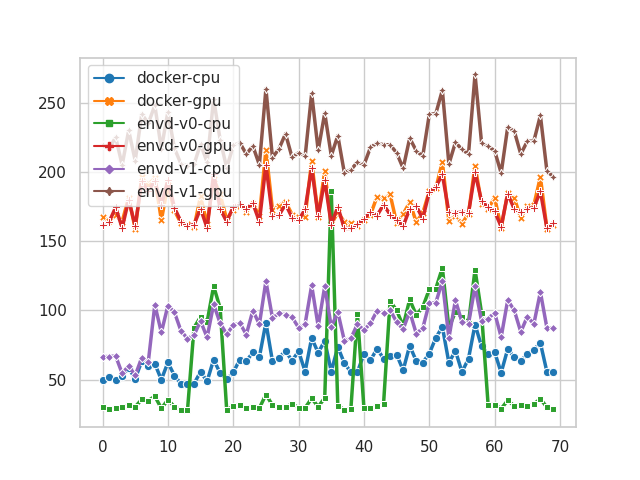 docker-cpu
docker-gpu
envd-v0-cpu
envd-v0-gpu
envd-v1-cpu
envd-v1-gpu
250
200
150
100
50
0 10 20 30 40 50 60 70